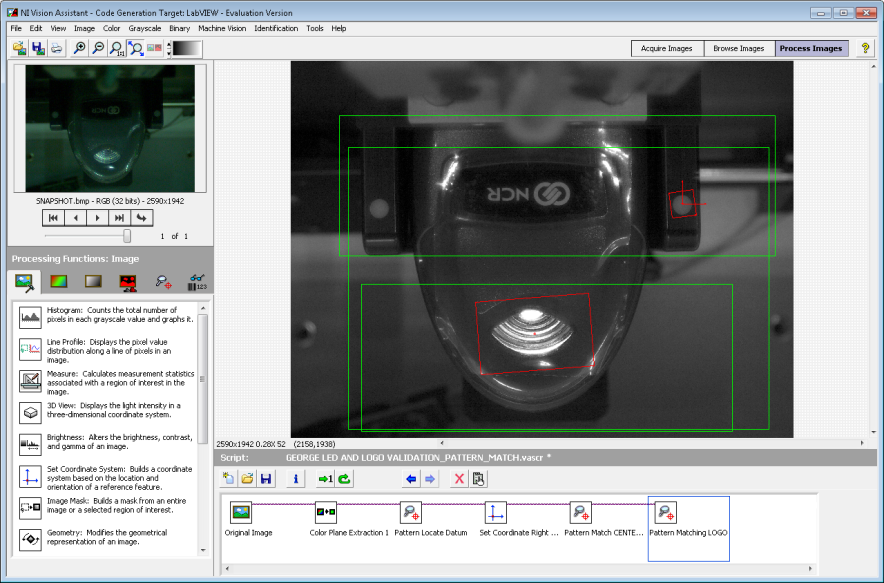 NI Vision Assistant - Code Generation Target: LabVIEW - Evaluation Version
File Edit View Image Color Grayscale Binary Machine Vision Identification Tools Help
1:1
Acquire Images Browse Images Process Images ?
NCR
NCR
SNAPSHOT.bmp - RGB (32 bits) - 2590x1942
1 of 1
Processing Functions: Image
123
Histogram: Counts the total number of
pixels in each grayscale value and graphs it.
Line Profile: Displays the pixel value
distribution along a line of pixels in an
image.
Measure: Calculates measurement statistics
associated with a region of interest in the
image.
3D View: Displays the light intensity in a
three-dimensional coordinate system.
Brightness: Alters the brightness, contrast,
and gamma of an image.
Set Coordinate System: Builds a coordinate
system based on the location and
orientation of a reference feature.
Image Mask: Builds a mask from an entire
image or a selected region of interest.
Geometry: Modifies the geometrical
representation of an image.
2590x1942 0.28X 52 (2158,1938)
Script: GEORGE LED AND LOGO VALIDATION_PATTERN_MATCH.vascr *
1
Original Image Color Plane Extraction 1 Pattern Locate Datum Set Coordinate Right ... Pattern Match CENTE... Pattern Matching LOGO